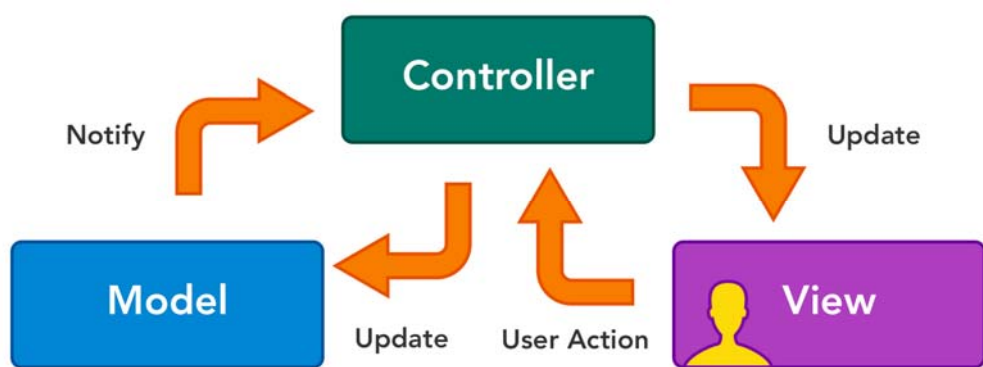 Controller
Notify
Update
Model
View
Update
User Action